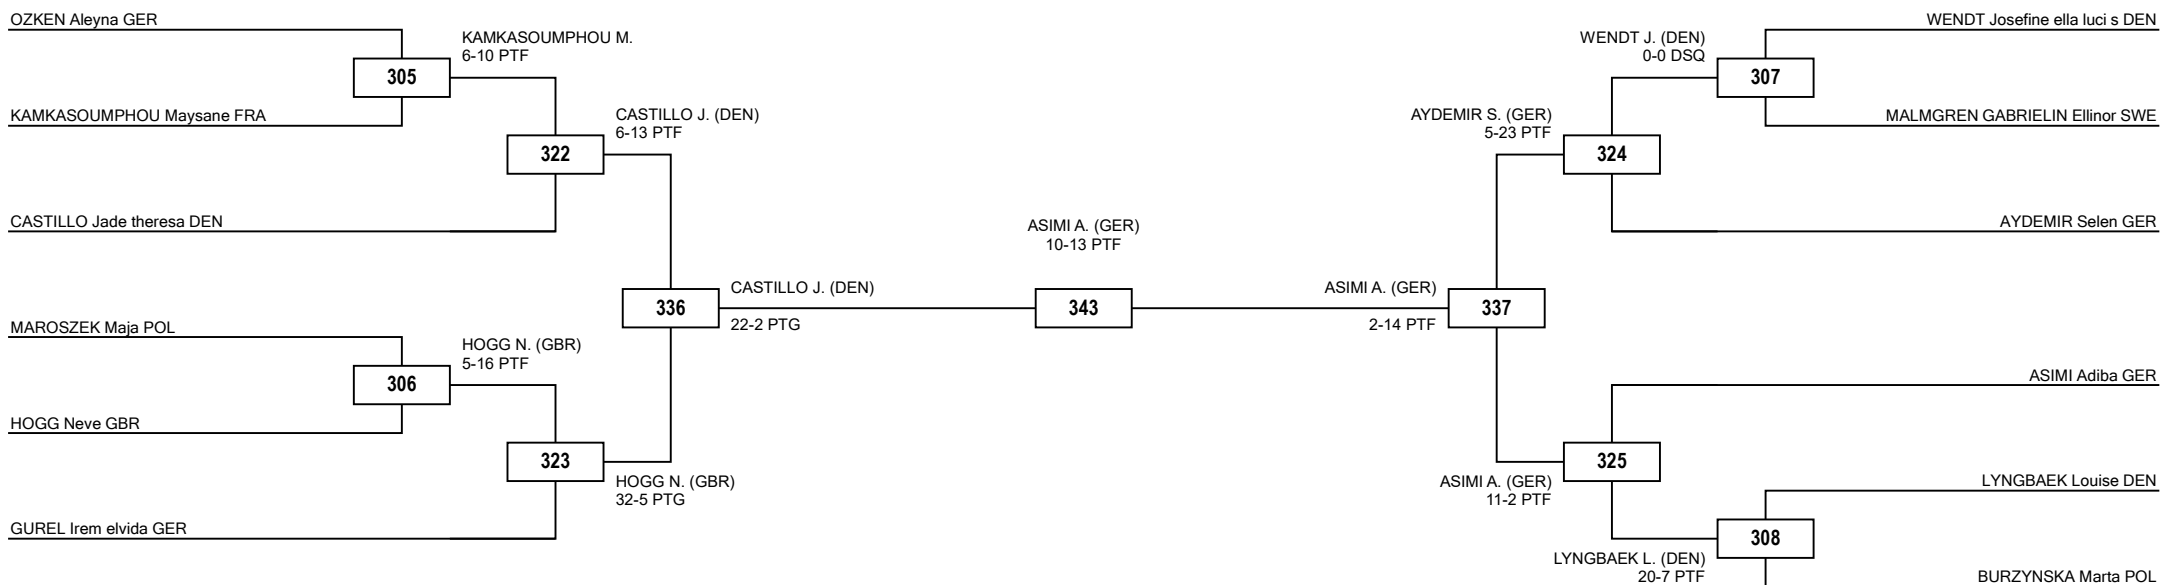 OZKEN Aleyna GER
KAMKASOUMPHOU M.
6-10 PTF
305
KAMKASOUMPHOU Maysane FRA
CASTILLO J. (DEN)
6-13 PTF
322
CASTILLO Jade theresa DEN
336
CASTILLO J. (DEN)
22-2 PTG
MAROSZEK Maja POL
HOGG N. (GBR)
5-16 PTF
306
HOGG Neve GBR
323
HOGG N. (GBR)
32-5 PTG
GUREL Irem elvida GER
ASIMI A. (GER)
10-13 PTF
343
WENDT Josefine ella luci s DEN
WENDT J. (DEN)
0-0 DSQ
307
MALMGREN GABRIELIN Ellinor SWE
AYDEMIR S. (GER)
5-23 PTF
324
AYDEMIR Selen GER
ASIMI A. (GER)
337
2-14 PTF
ASIMI Adiba GER
325
ASIMI A. (GER)
11-2 PTF
LYNGBAEK Louise DEN
308
LYNGBAEK L. (DEN)
20-7 PTF
BURZYNSKA Marta POL